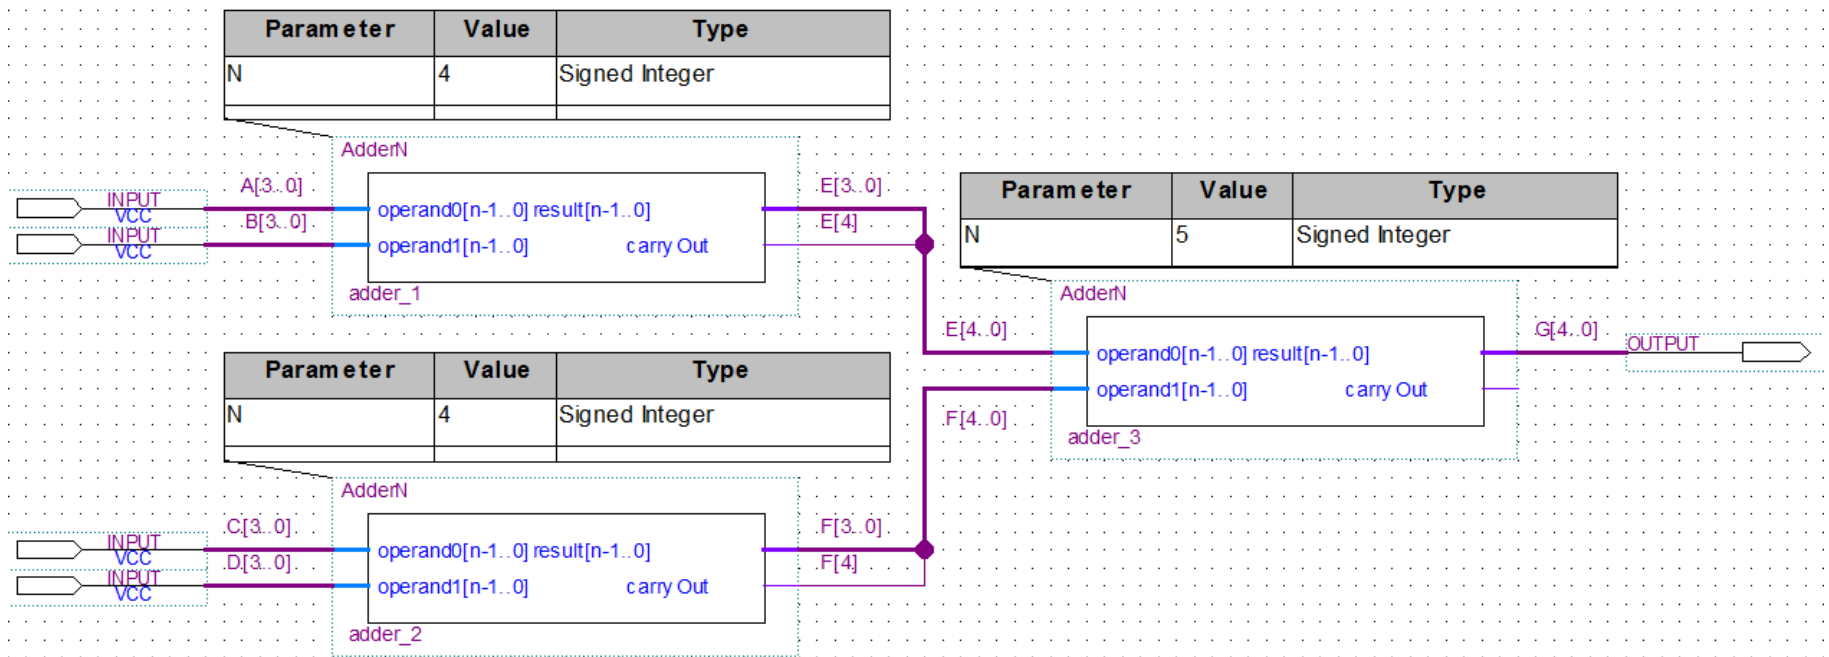 Parameter Value Type
N 4 Signed Integer
AdderN
A[3..0]
INPUT
VCC
B[3..0]
INPUT
VCC
operand0[n-1..0] result[n-1..0]
operand1[n-1..0] carry Out
E[3..0]
E[4]
adder_1
Parameter Value Type
N 5 Signed Integer
AdderN
E[4..0]
operand0[n-1..0] result[n-1..0]
operand1[n-1..0] carry Out
G[4..0]
OUTPUT
F[4..0]
adder_3
Parameter Value Type
N 4 Signed Integer
AdderN
C[3..0]
INPUT
VCC
D[3..0]
INPUT
VCC
operand0[n-1..0] result[n-1..0]
operand1[n-1..0] carry Out
F[3..0]
F[4]
adder_2